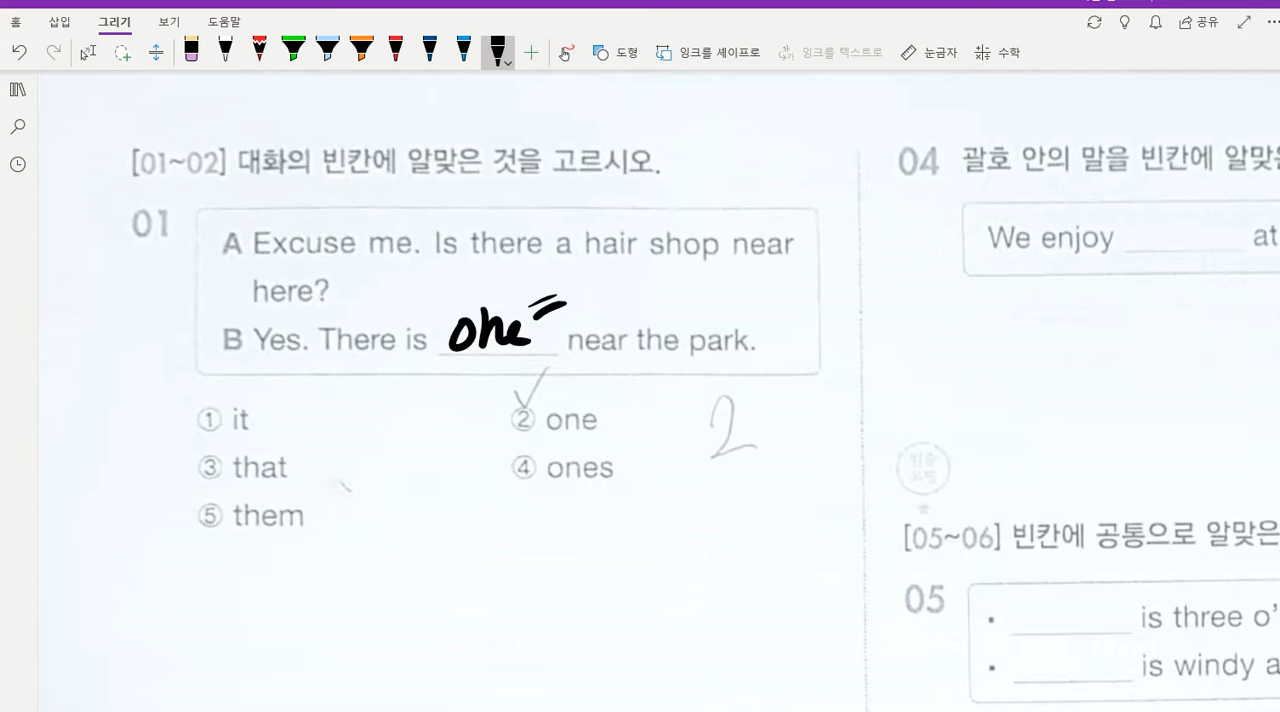 홈 삽입 그리기 보기 도움말 공유
도형 잉크를 셰이프로 잉크를 텍스트로 눈금자 수학
[01~02] 대화의 빈칸에 알맞은 것을 고르시오.
01
A Excuse me. Is there a hair shop near
here?
B Yes. There is one near the park.
① it ② one
2
③ that ④ ones
⑤ them
04 괄호 안의 말을 빈칸에 알맞
We enjoy ________ at
[05~06] 빈칸에 공통으로 알맞은
05
• ________ is three o'
• ________ is windy a